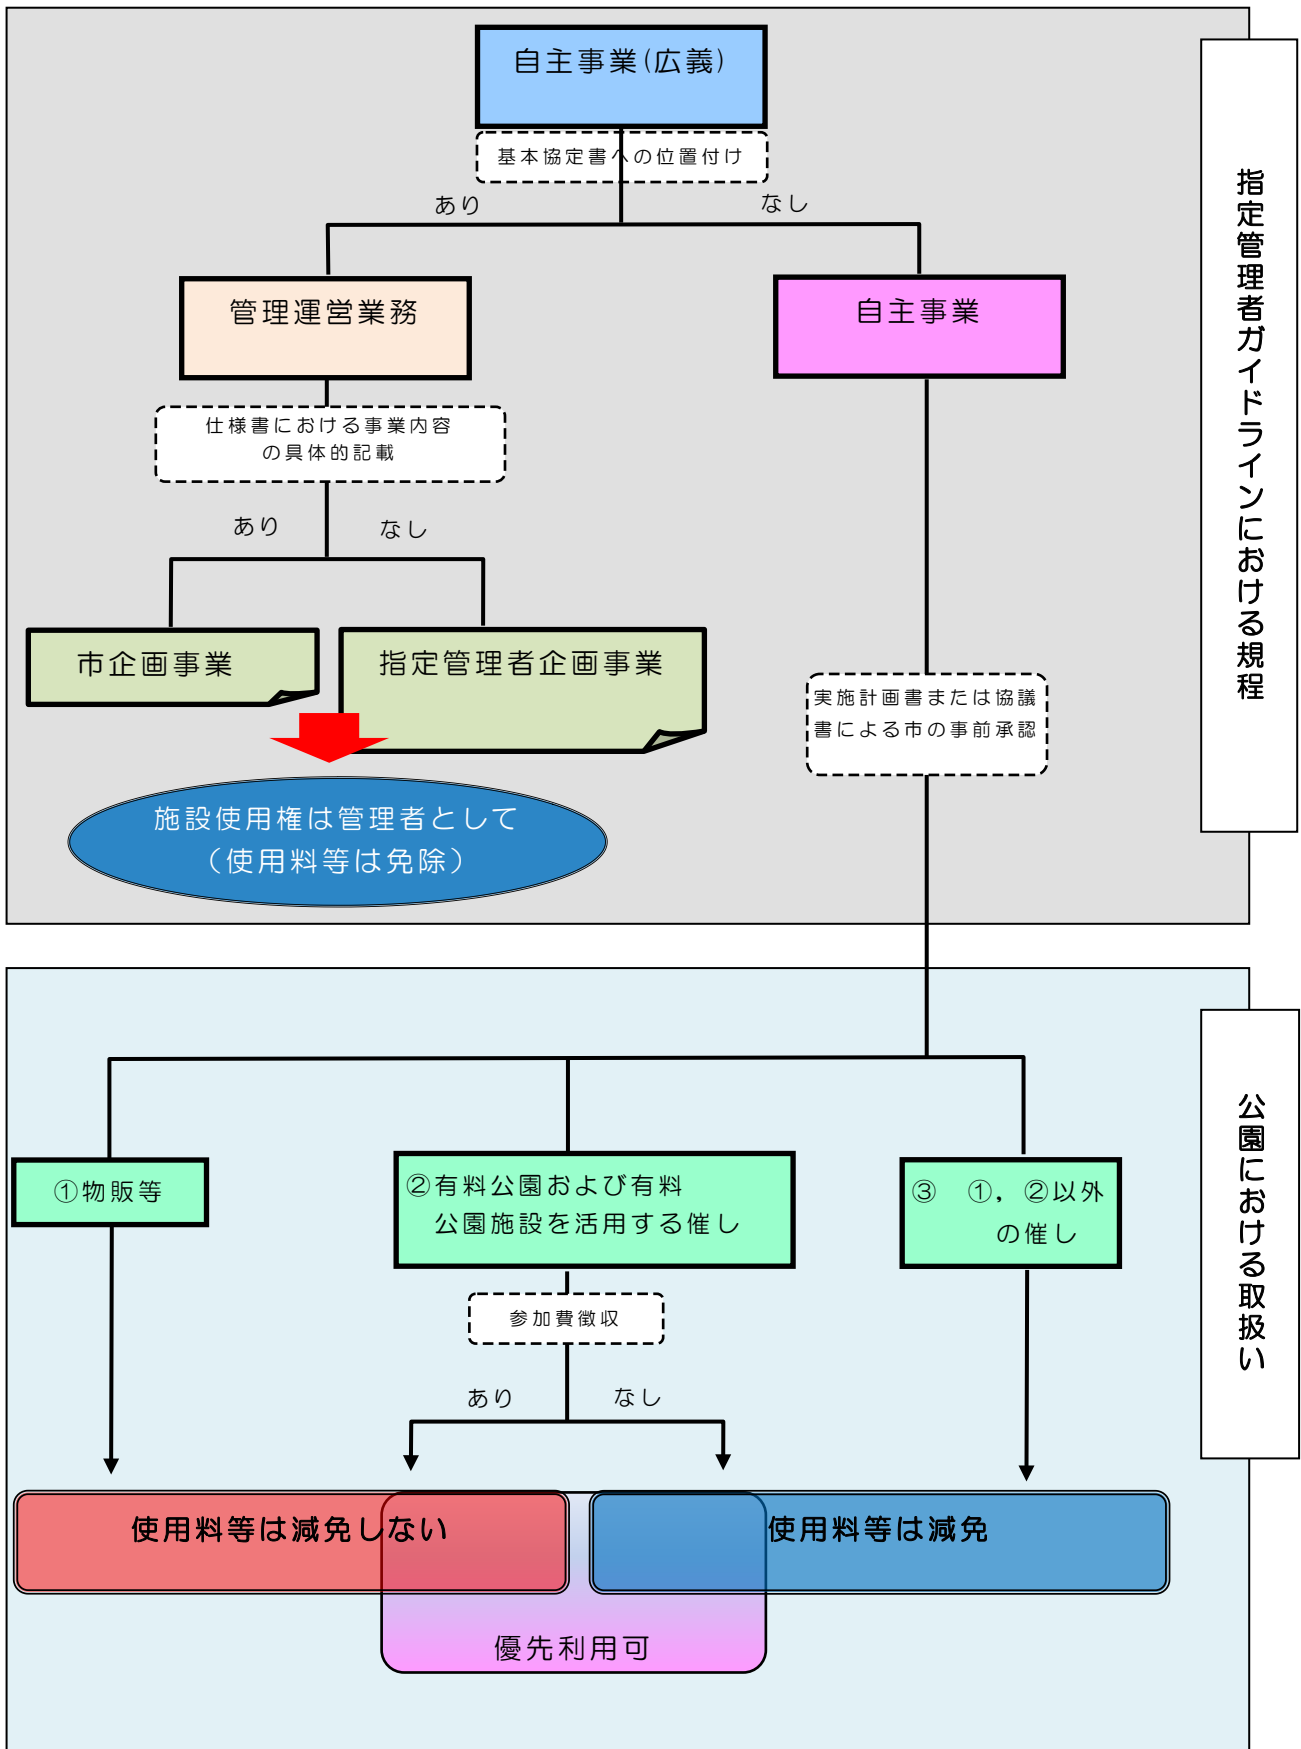 自主事業(広義)
基本協定書への位置付け
あり
なし
管理運営業務
自主事業
仕様書における事業内容
の具体的記載
あり
なし
市企画事業
指定管理者企画事業
実施計画書または協議
書による市の事前承認
施設使用権は管理者として
（使用料等は免除）
指定管理者ガイドラインにおける規程
①物販等
②有料公園および有料
公園施設を活用する催し
③　①，②以外
の催し
参加費徴収
あり
なし
使用料等は減免しない
使用料等は減免
優先利用可
公園における取扱い